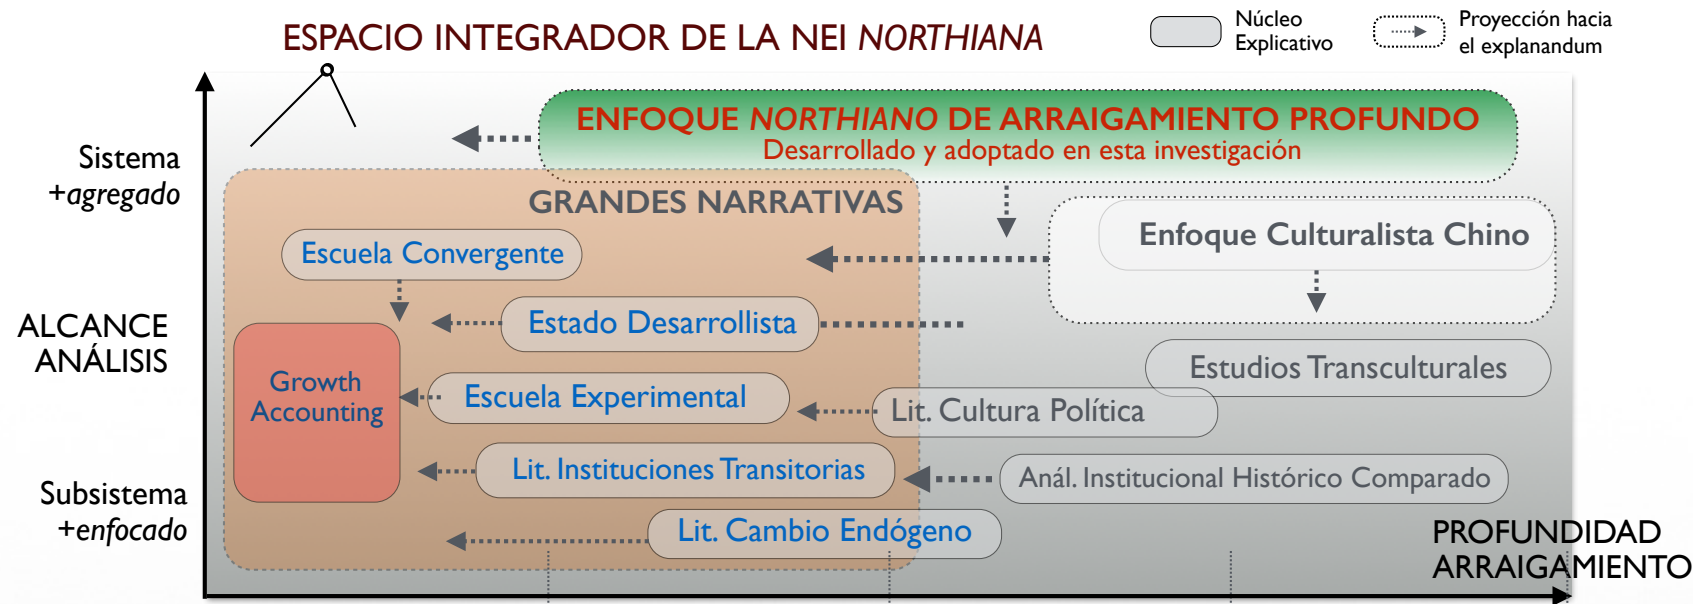 ESPACIO INTEGRADOR DE LA NEI NORTHIANA
Núcleo
Explicativo
Proyección hacia
el explanandum
ENFOQUE NORTHIANO DE ARRAIGAMIENTO PROFUNDO
Desarrollado y adoptado en esta investigación
Sistema
+agregado
GRANDES NARRATIVAS
Enfoque Culturalista Chino
Escuela Convergente
ALCANCE
ANÁLISIS
Estado Desarrollista
Estudios Transculturales
Growth
Accounting
Escuela Experimental
Lit. Cultura Política
Lit. Instituciones Transitorias
Anál. Institucional Histórico Comparado
Subsistema
+enfocado
Lit. Cambio Endógeno
PROFUNDIDAD
ARRAIGAMIENTO